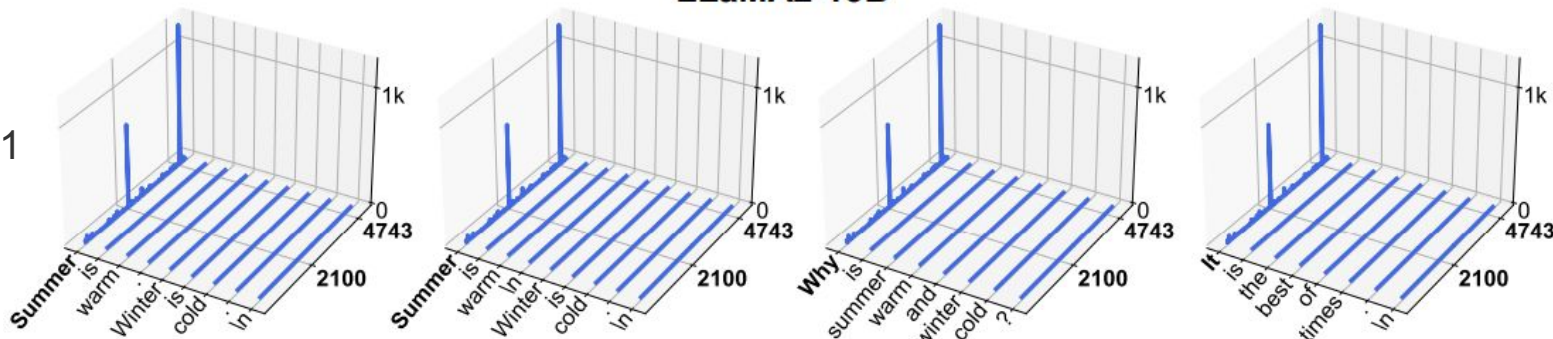 1
1k
0
4743
2100
Summer
is
warm
.
Winter
is
cold
.
\n
1k
0
4743
2100
Summer
is
warm
\n
Winter
is
cold
.
\n
1k
0
4743
2100
Why
is
summer
warm
and
winter
cold
?
1k
0
4743
2100
It
is
the
best
of
times
.
\n